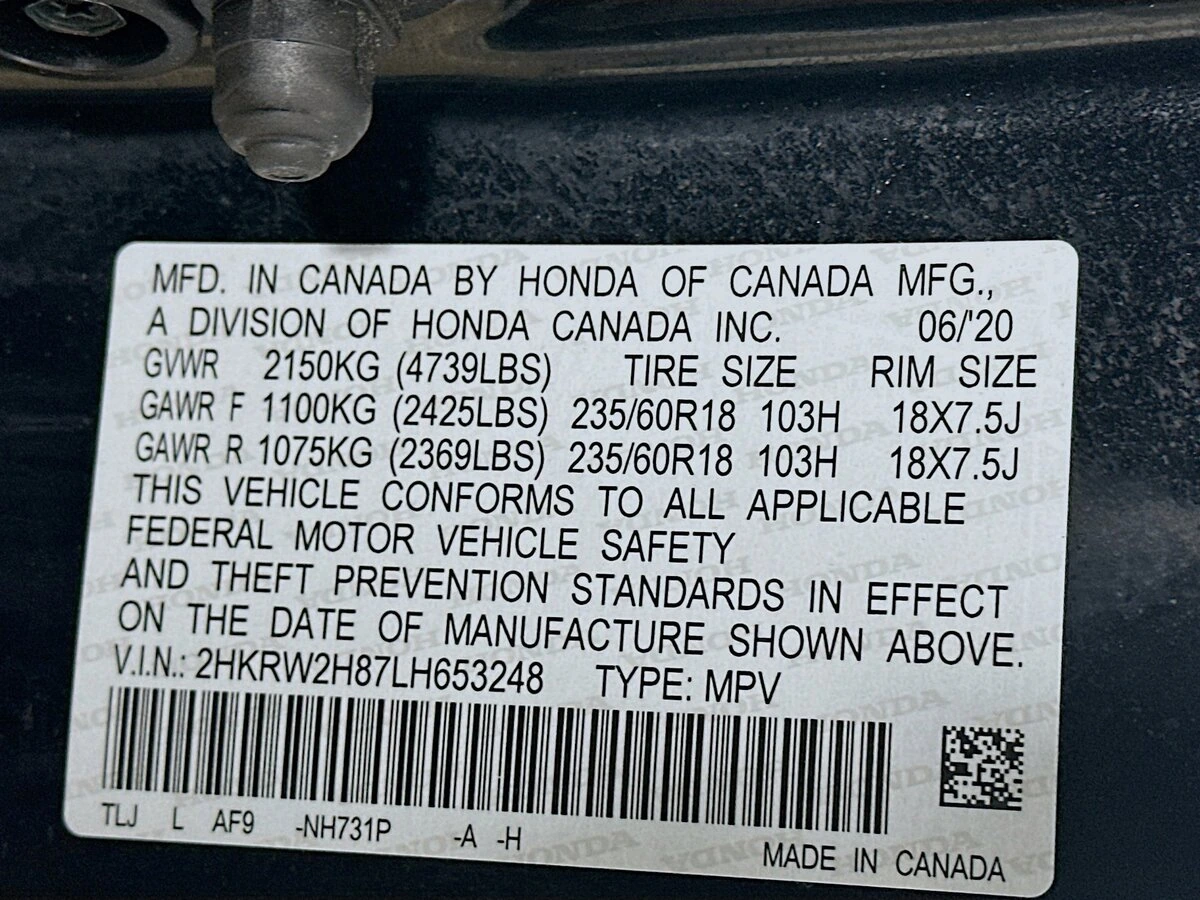 MFD. IN CANADA BY HONDA OF CANADA MFG.,
A DIVISION OF HONDA CANADA INC. 06/'20
GVWR 2150KG (4739LBS) TIRE SIZE RIM SIZE
GAWR F 1100KG (2425LBS) 235/60R18 103H 18X7.5J
GAWR R 1075KG (2369LBS) 235/60R18 103H 18X7.5J
THIS VEHICLE CONFORMS TO ALL APPLICABLE
FEDERAL MOTOR VEHICLE SAFETY
AND THEFT PREVENTION STANDARDS IN EFFECT
ON THE DATE OF MANUFACTURE SHOWN ABOVE.
V.I.N.: 2HKRW2H87LH653248 TYPE: MPV
TLJ L AF9 -NH731P -A -H
MADE IN CANADA